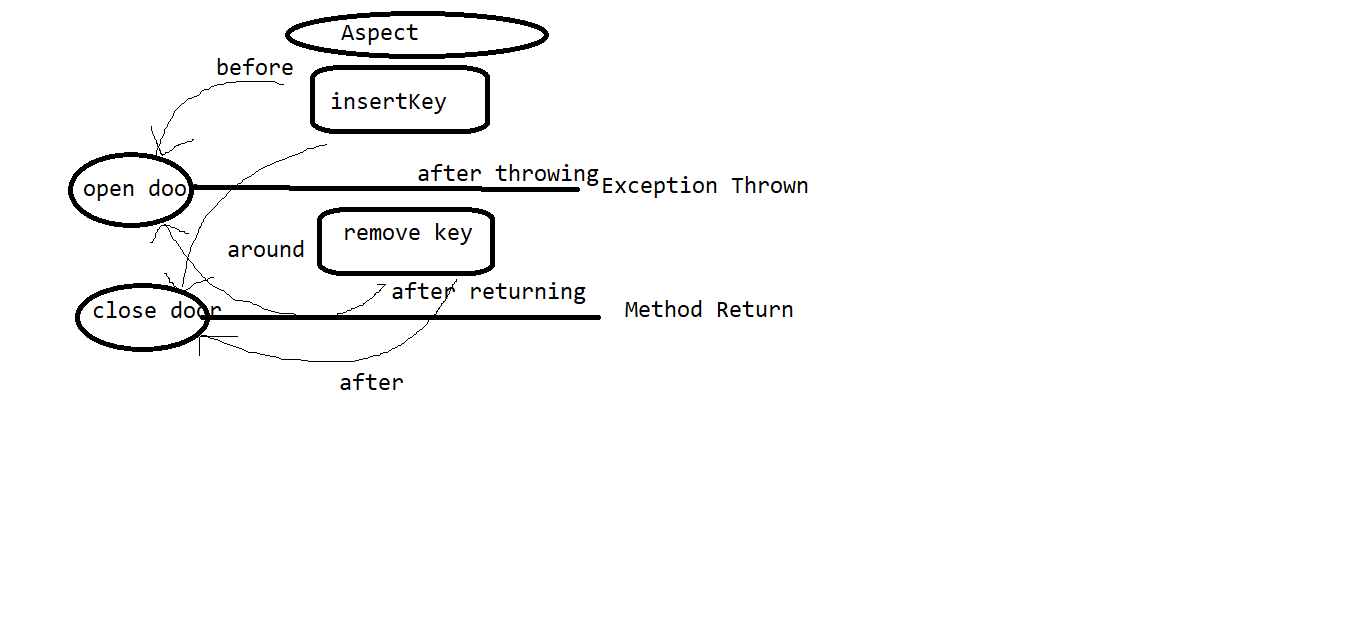 Aspect
before
insertKey
after throwing
Exception Thrown
open doo
remove key
around
after returning
close door
Method Return
after